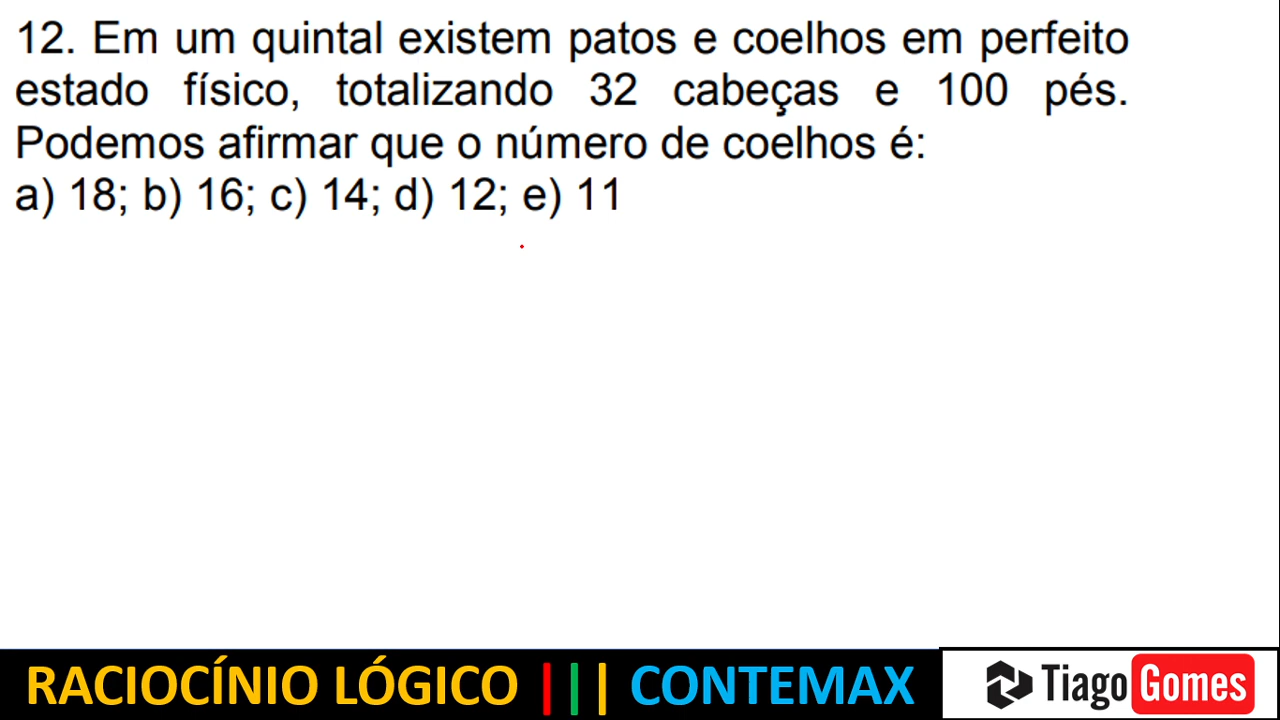 12. Em um quintal existem patos e coelhos em perfeito
estado físico, totalizando 32 cabeças e 100 pés.
Podemos afirmar que o número de coelhos é:
a) 18; b) 16; c) 14; d) 12; e) 11
RACIOCÍNIO LÓGICO ||| CONTEMAX
Tiago Gomes